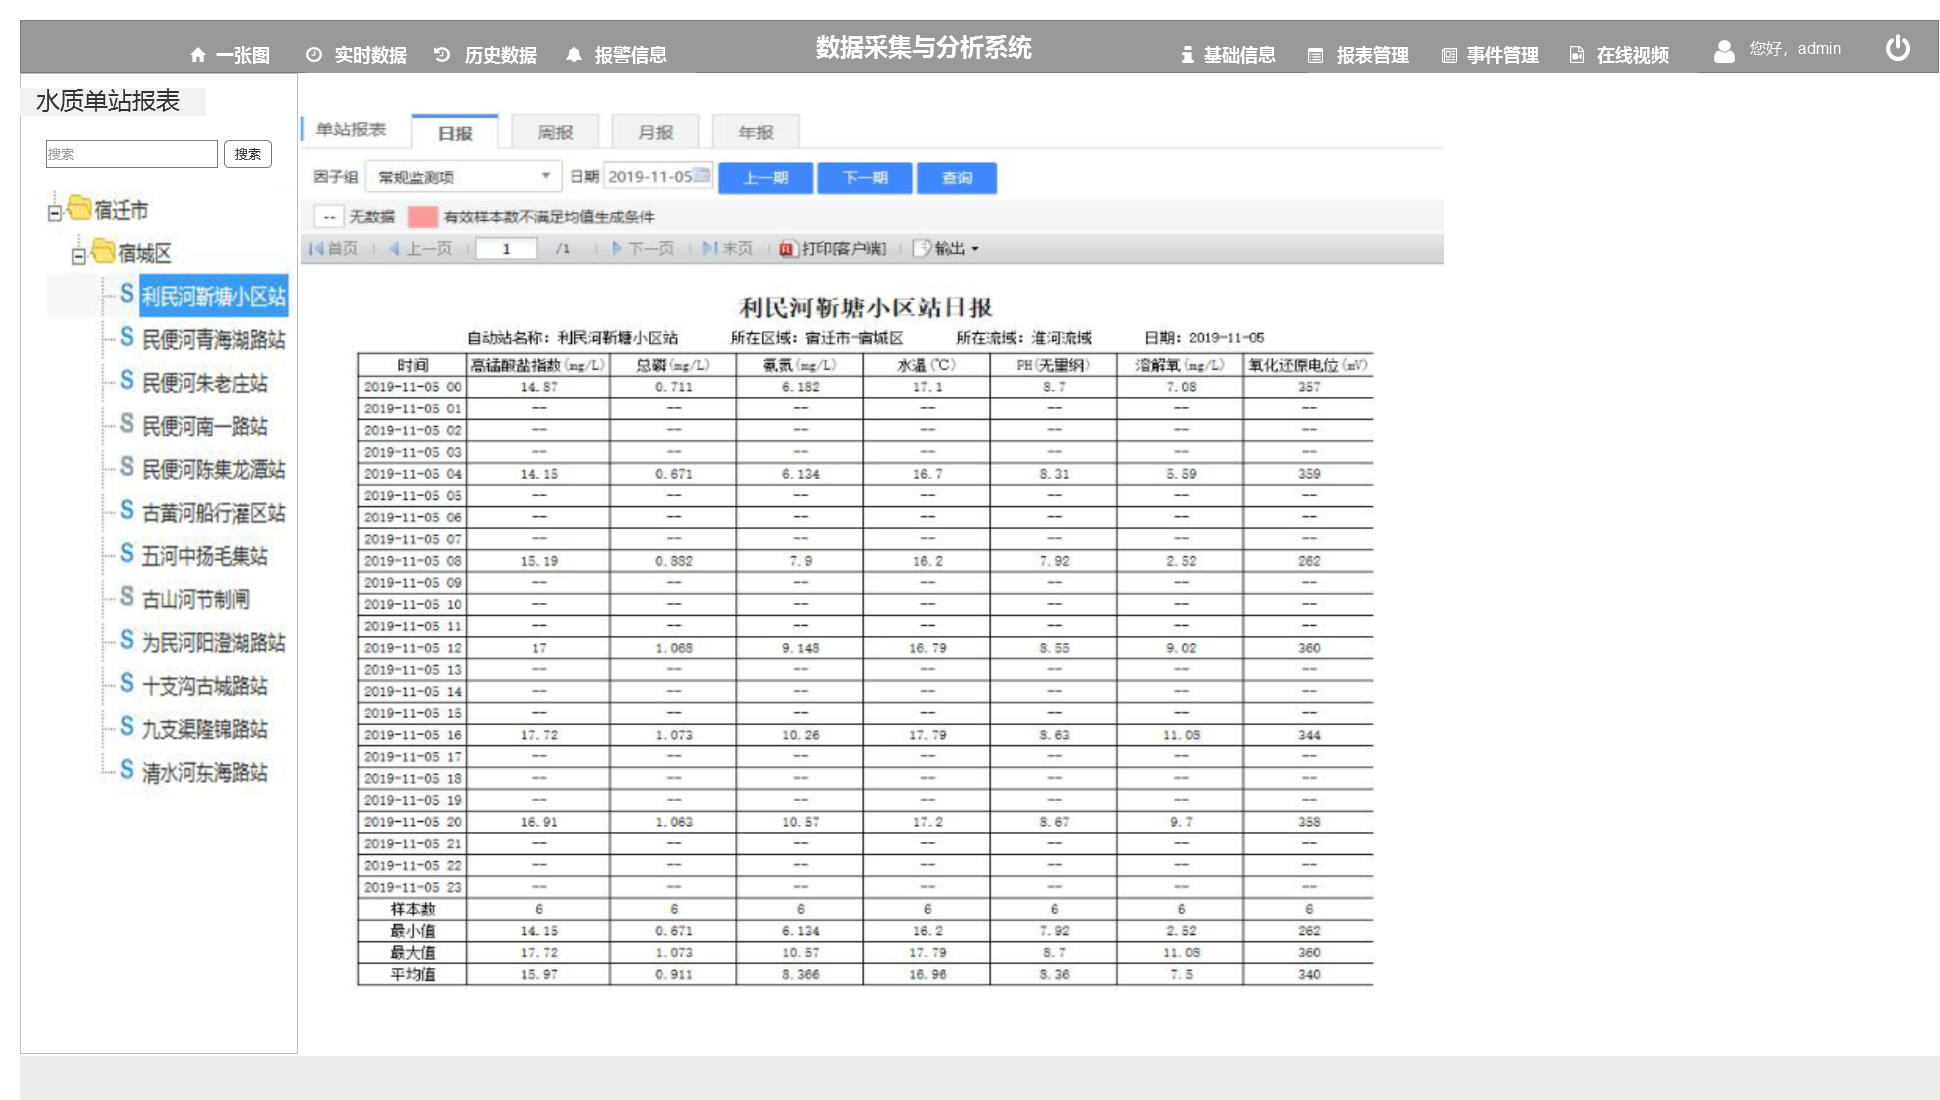 一张图 实时数据 历史数据 报警信息 数据采集与分析系统 基础信息 报表管理 事件管理 在线视频 您好，admin
水质单站报表
搜索 搜索
宿迁市
宿城区
S 利民河靳塘小区站
S 民便河青海湖路站
S 民便河朱老庄站
S 民便河南一路站
S 民便河陈集龙潭站
S 古黄河船行灌区站
S 五河中扬毛集站
S 古山河节制闸
S 为民河阳澄湖路站
S 十支沟古城路站
S 九支渠隆锦路站
S 清水河东海路站
单站报表 日报 周报 月报 年报
因子组 常规监测项 日期 2019-11-05 上一期 下一期 查询
-- 无数据 有效样本数不满足均值生成条件
首页 上一页 1 /1 下一页 末页 打印[客户端] 输出
利民河靳塘小区站日报
自动站名称：利民河靳塘小区站 所在区域：宿迁市-宿城区 所在流域：淮河流域 日期：2019-11-05
时间 高锰酸盐指数(mg/L) 总磷(mg/L) 氨氮(mg/L) 水温(℃) PH(无量纲) 溶解氧(mg/L) 氧化还原电位(mV)
2019-11-05 00 14.87 0.711 6.182 17.1 8.7 7.08 357
2019-11-05 01 -- -- -- -- -- -- --
2019-11-05 02 -- -- -- -- -- -- --
2019-11-05 03 -- -- -- -- -- -- --
2019-11-05 04 14.15 0.671 6.134 16.7 8.31 5.59 359
2019-11-05 05 -- -- -- -- -- -- --
2019-11-05 06 -- -- -- -- -- -- --
2019-11-05 07 -- -- -- -- -- -- --
2019-11-05 08 15.19 0.882 7.9 16.2 7.92 2.52 262
2019-11-05 09 -- -- -- -- -- -- --
2019-11-05 10 -- -- -- -- -- -- --
2019-11-05 11 -- -- -- -- -- -- --
2019-11-05 12 17 1.068 9.148 16.79 8.55 9.02 360
2019-11-05 13 -- -- -- -- -- -- --
2019-11-05 14 -- -- -- -- -- -- --
2019-11-05 15 -- -- -- -- -- -- --
2019-11-05 16 17.72 1.073 10.26 17.79 8.63 11.08 344
2019-11-05 17 -- -- -- -- -- -- --
2019-11-05 18 -- -- -- -- -- -- --
2019-11-05 19 -- -- -- -- -- -- --
2019-11-05 20 16.91 1.063 10.57 17.2 8.67 9.7 358
2019-11-05 21 -- -- -- -- -- -- --
2019-11-05 22 -- -- -- -- -- -- --
2019-11-05 23 -- -- -- -- -- -- --
样本数 6 6 6 6 6 6 6
最小值 14.15 0.671 6.134 16.2 7.92 2.52 262
最大值 17.72 1.073 10.57 17.79 8.7 11.08 360
平均值 15.97 0.911 8.366 16.96 8.36 7.5 340